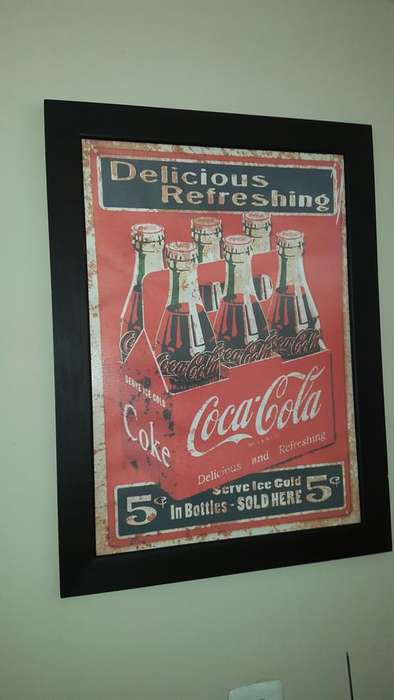 Delicious
Refreshing
Coca-Cola
Coca-Cola
Coca-Cola
SERVE ICE COLD
Coke
Coca-Cola
Delicious and Refreshing
5¢
Serve Ice Cold
In Bottles - SOLD HERE
5¢